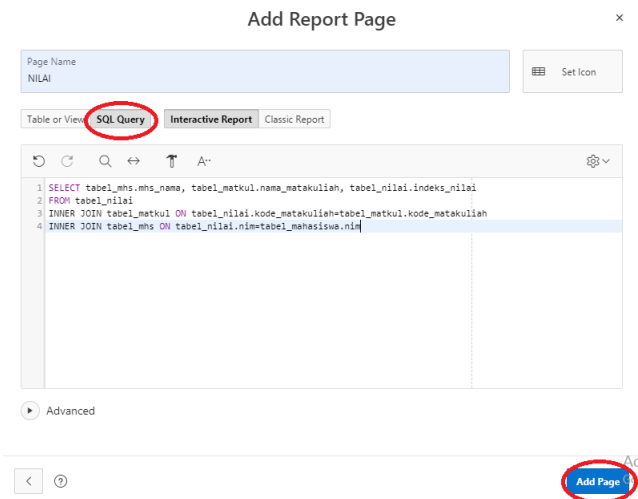 Add Report Page
Page Name
NILAI
Set Icon
Table or View SQL Query Interactive Report Classic Report
A··
1 SELECT tabel_mhs.mhs_nama, tabel_matkul.nama_matakuliah, tabel_nilai.indeks_nilai
2 FROM tabel_nilai
3 INNER JOIN tabel_matkul ON tabel_nilai.kode_matakuliah=tabel_matkul.kode_matakuliah
4 INNER JOIN tabel_mhs ON tabel_nilai.nim=tabel_mahasiswa.nim
Advanced
Add Page